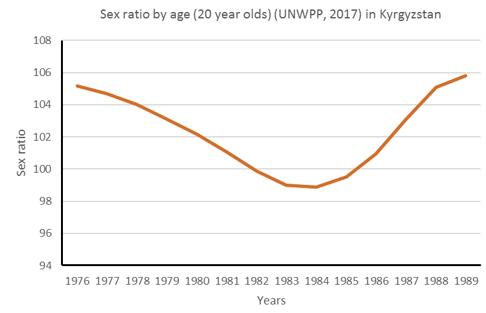 Sex ratio by age (20 year olds) (UNWPP, 2017) in Kyrgyzstan
108
106
104
102
100
98
96
94
Sex ratio
1976 1977 1978 1979 1980 1981 1982 1983 1984 1985 1986 1987 1988 1989
Years